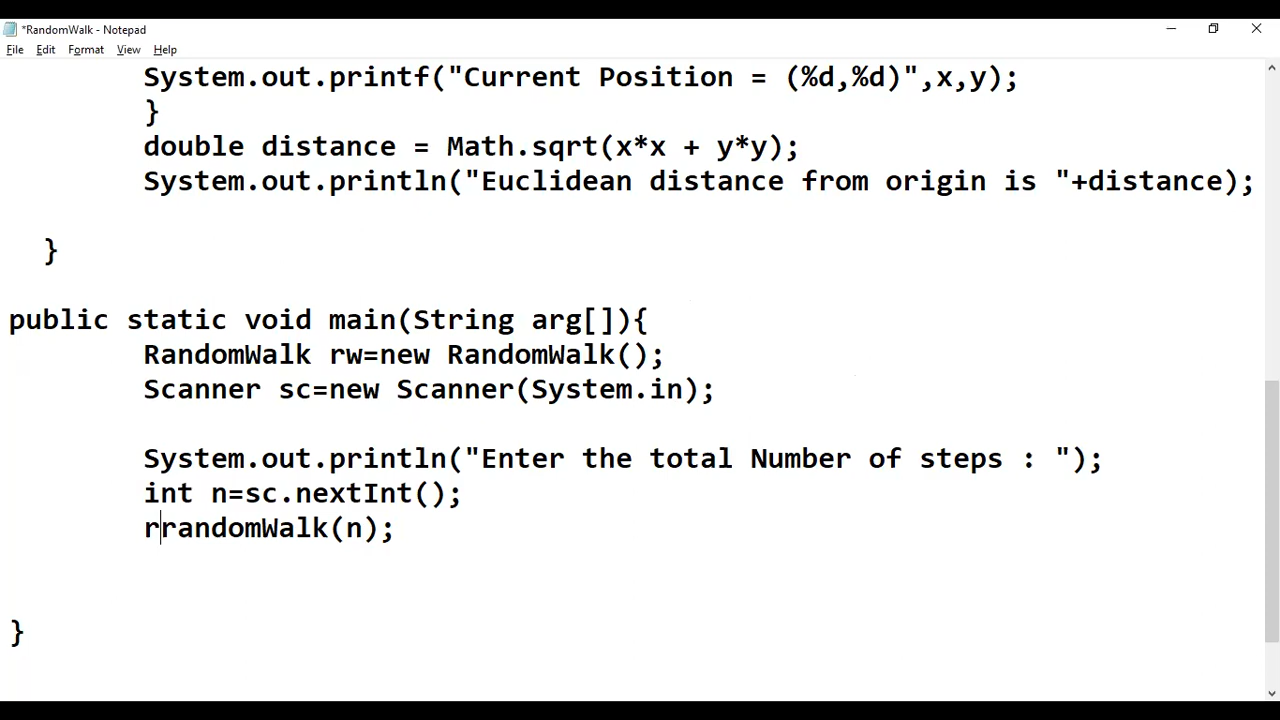 *RandomWalk - Notepad
File Edit Format View Help
System.out.printf("Current Position = (%d,%d)",x,y);
}
double distance = Math.sqrt(x*x + y*y);
System.out.println("Euclidean distance from origin is "+distance);
}
public static void main(String arg[]){
RandomWalk rw=new RandomWalk();
Scanner sc=new Scanner(System.in);
System.out.println("Enter the total Number of steps : ");
int n=sc.nextInt();
rrandomWalk(n);
}